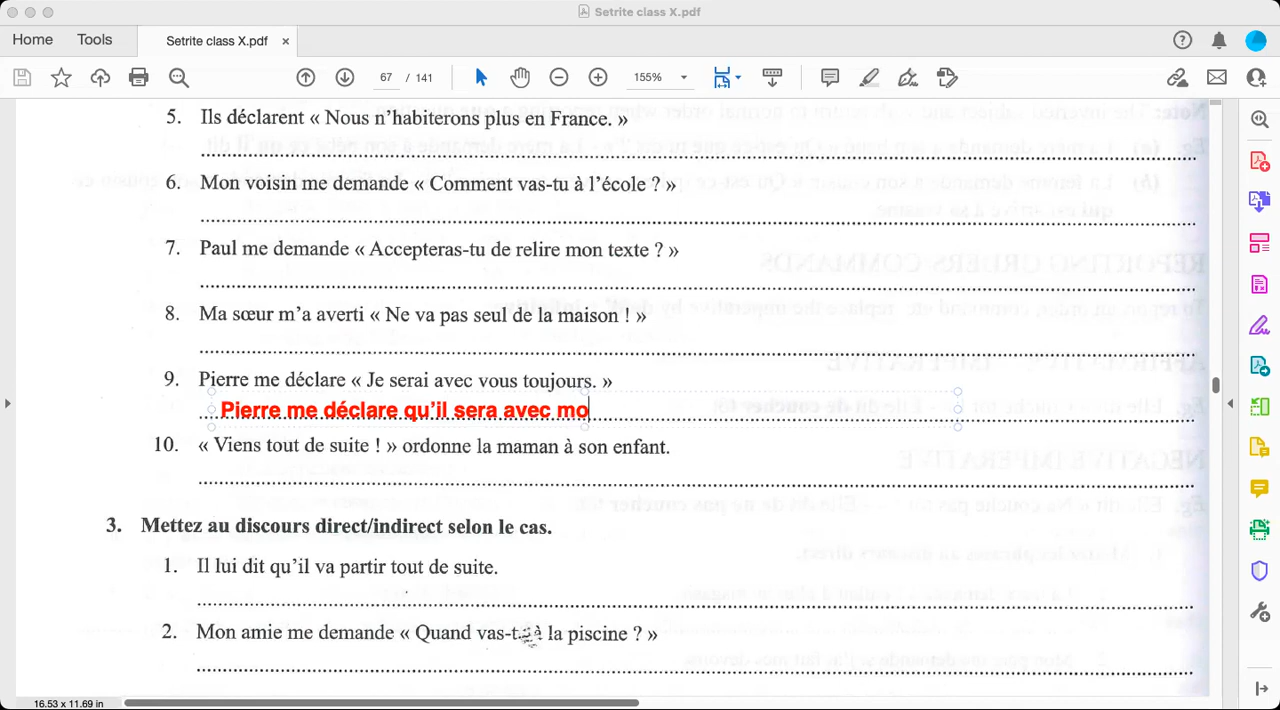 Setrite class X.pdf
Home Tools Setrite class X.pdf ×
67 / 141 155%
5. Ils déclarent « Nous n'habiterons plus en France. »
6. Mon voisin me demande « Comment vas-tu à l'école ? »
7. Paul me demande « Accepteras-tu de relire mon texte ? »
8. Ma sœur m'a averti « Ne va pas seul de la maison ! »
9. Pierre me déclare « Je serai avec vous toujours. »
Pierre me déclare qu'il sera avec mo
10. « Viens tout de suite ! » ordonne la maman à son enfant.
3. Mettez au discours direct/indirect selon le cas.
1. Il lui dit qu'il va partir tout de suite.
2. Mon amie me demande « Quand vas-tu à la piscine ? »
16.53 x 11.69 in